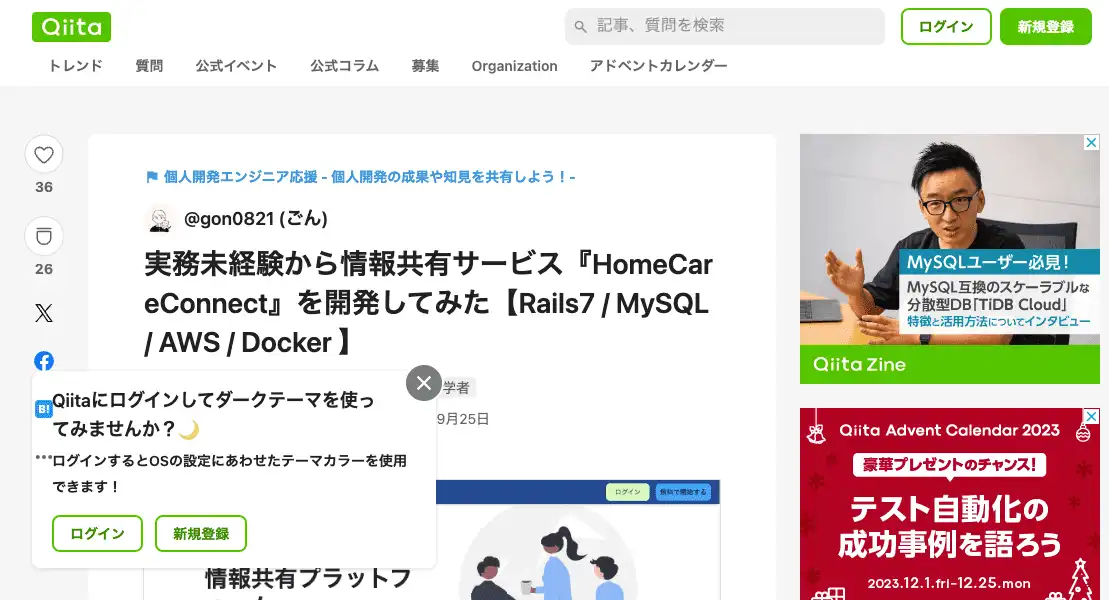 Qiita
記事、質問を検索
ログイン
新規登録
トレンド
質問
公式イベント
公式コラム
募集
Organization
アドベントカレンダー
36
26
個人開発エンジニア応援 - 個人開発の成果や知見を共有しよう！-
@gon0821 (ごん)
実務未経験から情報共有サービス『HomeCar
eConnect』を開発してみた【Rails7 / MySQL
/ AWS / Docker 】
学者
9月25日
B!
Qiitaにログインしてダークテーマを使っ
てみませんか？🌙
ログインするとOSの設定にあわせたテーマカラーを使用
できます！
ログイン
新規登録
ログイン
無料で開始する
情報共有プラットフ
MySQLユーザー必見！
MySQL互換のスケーラブルな
分散型DB「TiDB Cloud」
特徴と活用方法についてインタビュー
Qiita Zine
Qiita Advent Calendar 2023
豪華プレゼントのチャンス！
テスト自動化の
成功事例を語ろう
2023.12.1.fri-12.25.mon